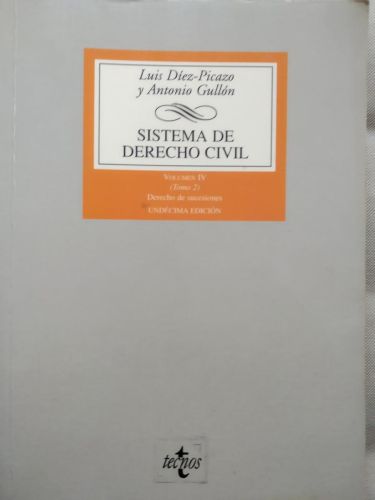 Luis Díez-Picazo
y Antonio Gullón
SISTEMA DE
DERECHO CIVIL
VOLUMEN IV
(Tomo 2)
Derecho de sucesiones
UNDÉCIMA EDICIÓN
tecnos